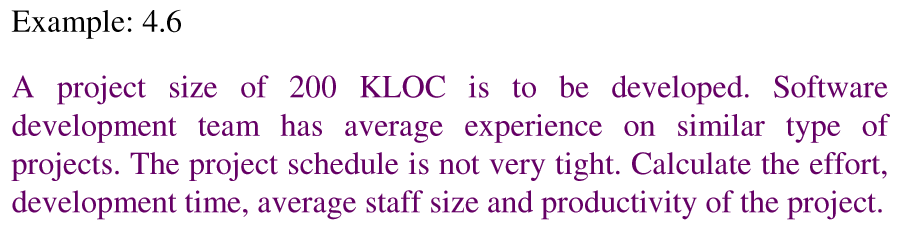 Example: 4.6
A project size of 200 KLOC is to be developed. Software
development team has average experience on similar type of
projects. The project schedule is not very tight. Calculate the effort,
development time, average staff size and productivity of the project.